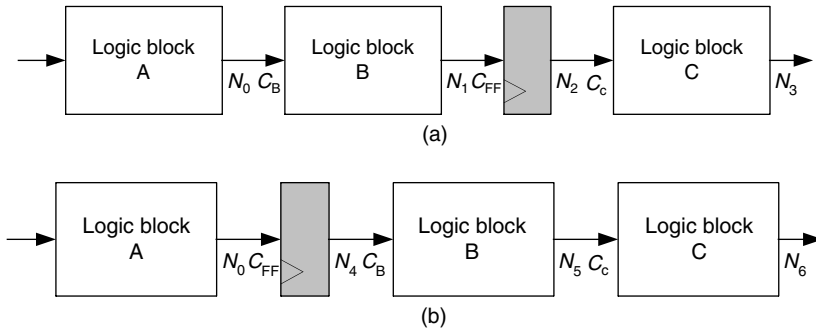 Logic block
A
N0 CB
Logic block
B
N1 CFF
N2 Cc
Logic block
C
N3
(a)
Logic block
A
N0 CFF
N4 CB
Logic block
B
N5 Cc
Logic block
C
N6
(b)